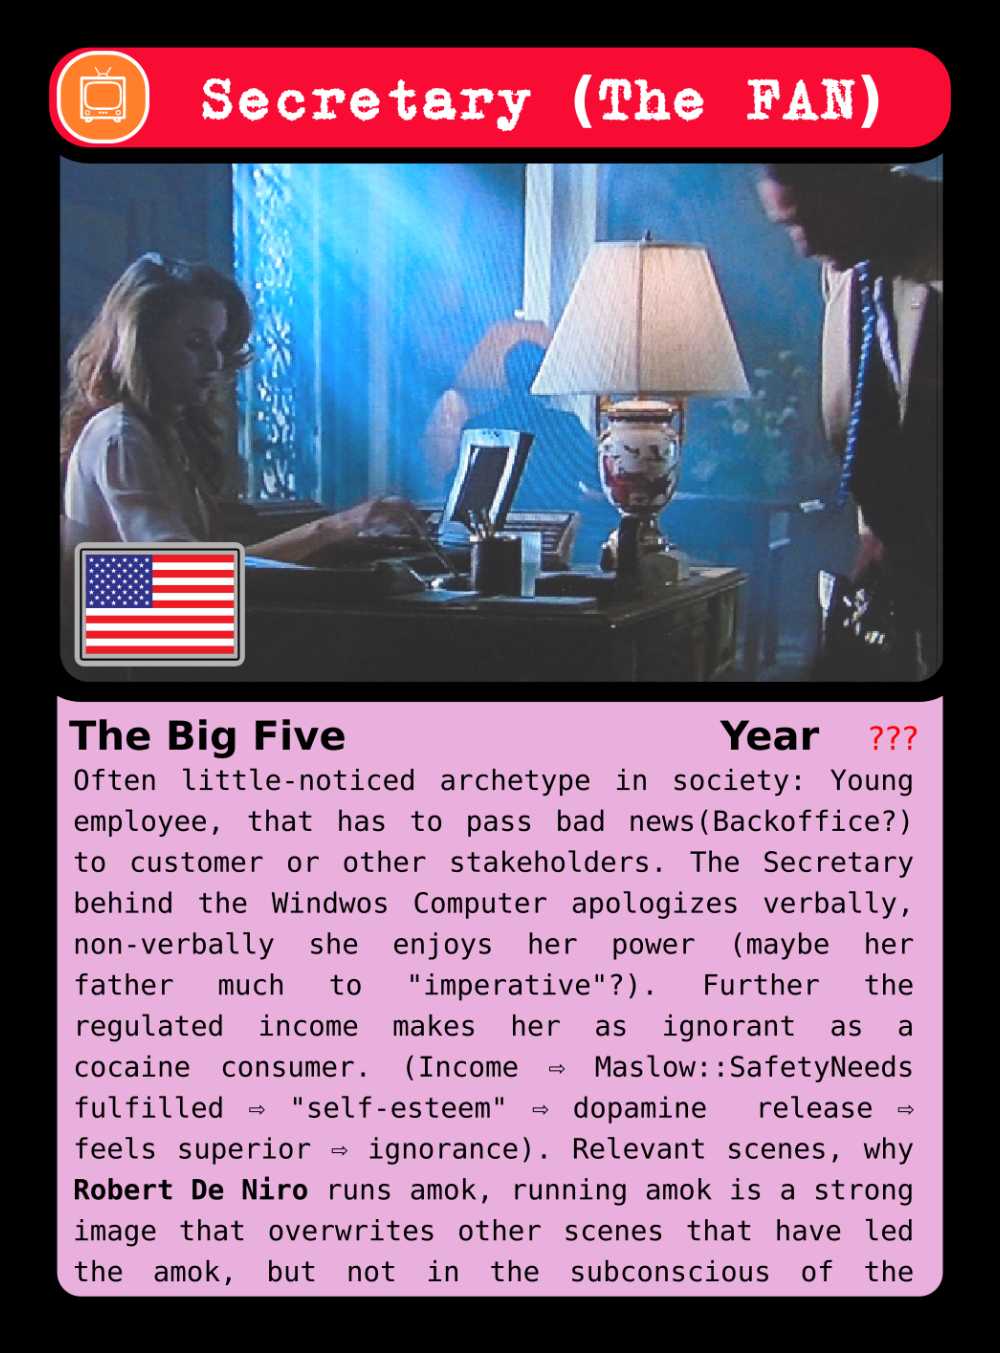 Secretary (The FAN)
The Big Five Year ???
Often little-noticed archetype in society: Young
employee, that has to pass bad news(Backoffice?)
to customer or other stakeholders. The Secretary
behind the Windwos Computer apologizes verbally,
non-verbally she enjoys her power (maybe her
father much to "imperative"?). Further the
regulated income makes her as ignorant as a
cocaine consumer. (Income ⇨ Maslow::SafetyNeeds
fulfilled ⇨ "self-esteem" ⇨ dopamine release ⇨
feels superior ⇨ ignorance). Relevant scenes, why
Robert De Niro runs amok, running amok is a strong
image that overwrites other scenes that have led
the amok, but not in the subconscious of the